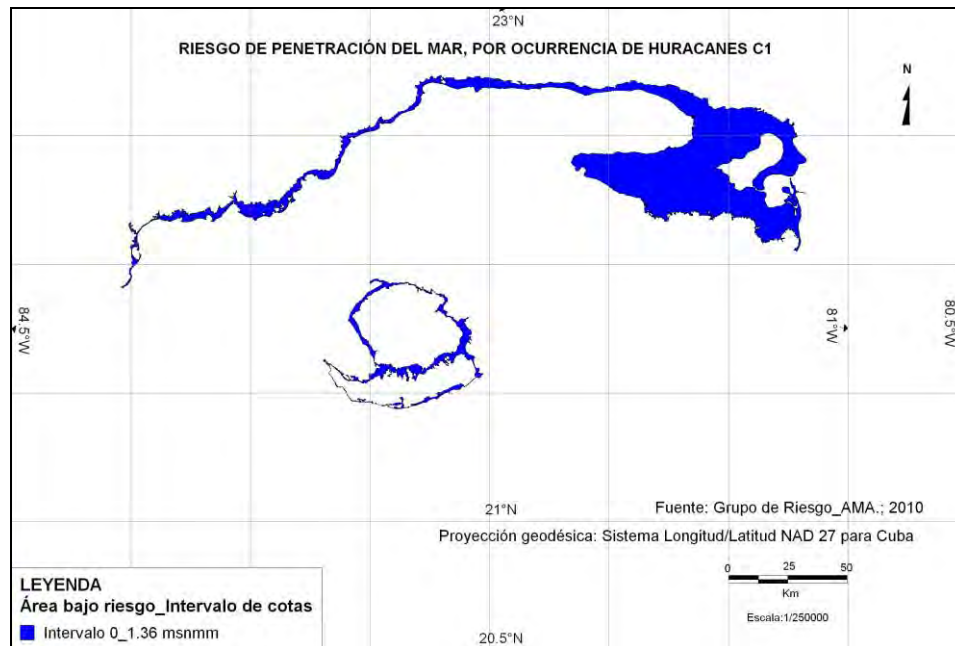 23°N
RIESGO DE PENETRACIÓN DEL MAR, POR OCURRENCIA DE HURACANES C1
N
84.5°W
81°W
80.5°W
21°N
Fuente: Grupo de Riesgo_AMA.; 2010
Proyección geodésica: Sistema Longitud/Latitud NAD 27 para Cuba
LEYENDA
Área bajo riesgo_Intervalo de cotas
Intervalo 0_1.36 msnmm
0 25 50
Km
Escala:1/250000
20.5°N